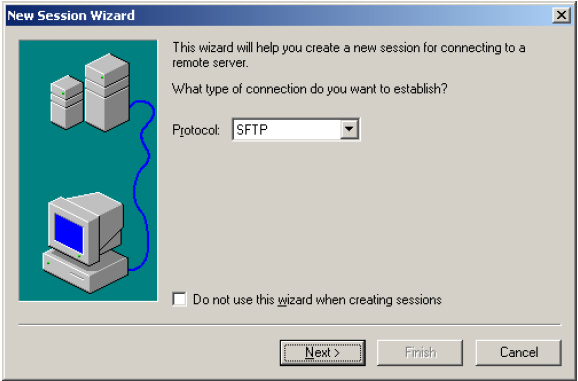 New Session Wizard
This wizard will help you create a new session for connecting to a
remote server.
What type of connection do you want to establish?
Protocol: SFTP
Do not use this wizard when creating sessions
Next > Finish Cancel